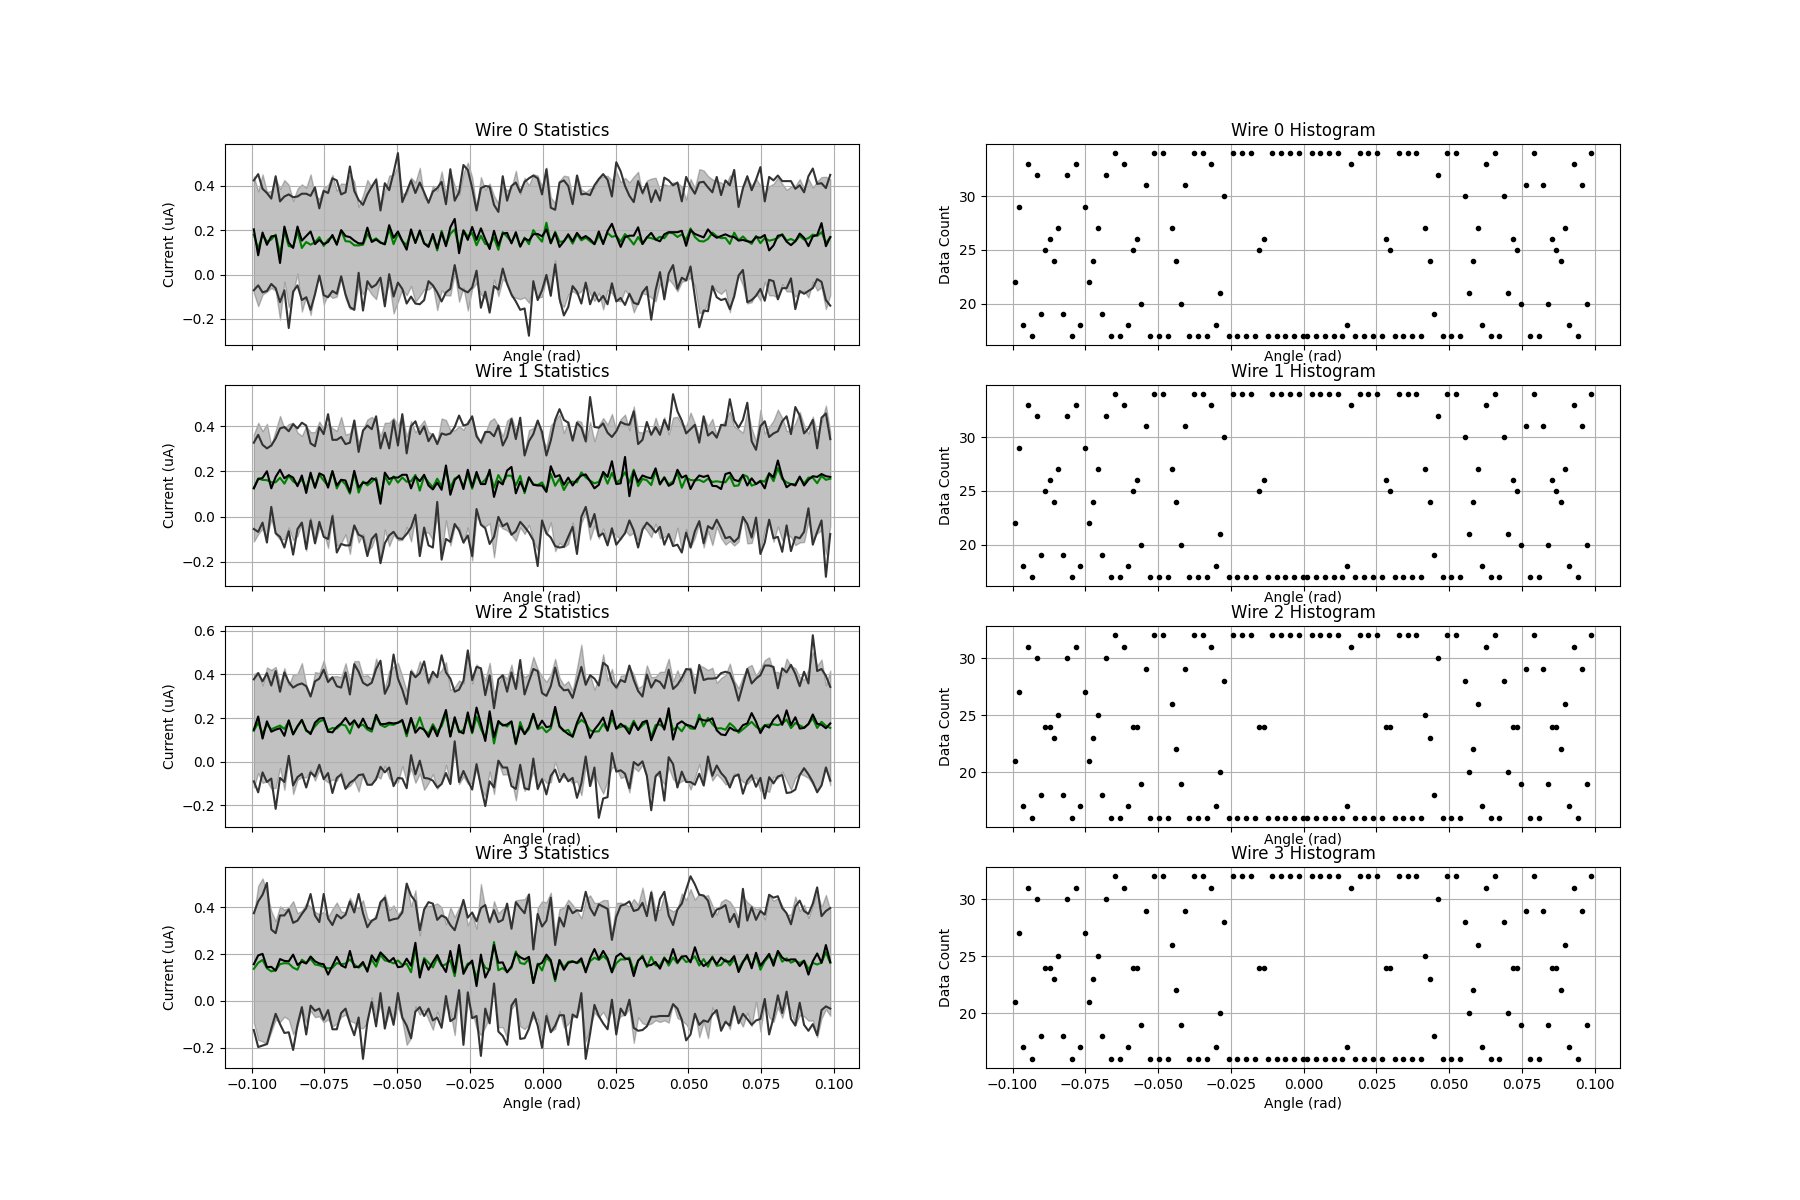 Wire 0 Statistics
Current (uA)
0.4
0.2
0.0
−0.2
Angle (rad)
Wire 0 Histogram
Data Count
30
25
20
Angle (rad)
Wire 1 Statistics
Current (uA)
0.4
0.2
0.0
−0.2
Angle (rad)
Wire 1 Histogram
Data Count
30
25
20
Angle (rad)
Wire 2 Statistics
Current (uA)
0.6
0.4
0.2
0.0
−0.2
Angle (rad)
Wire 2 Histogram
Data Count
30
25
20
Angle (rad)
Wire 3 Statistics
Current (uA)
0.4
0.2
0.0
−0.2
−0.100 −0.075 −0.050 −0.025 0.000 0.025 0.050 0.075 0.100
Angle (rad)
Wire 3 Histogram
Data Count
30
25
20
−0.100 −0.075 −0.050 −0.025 0.000 0.025 0.050 0.075 0.100
Angle (rad)